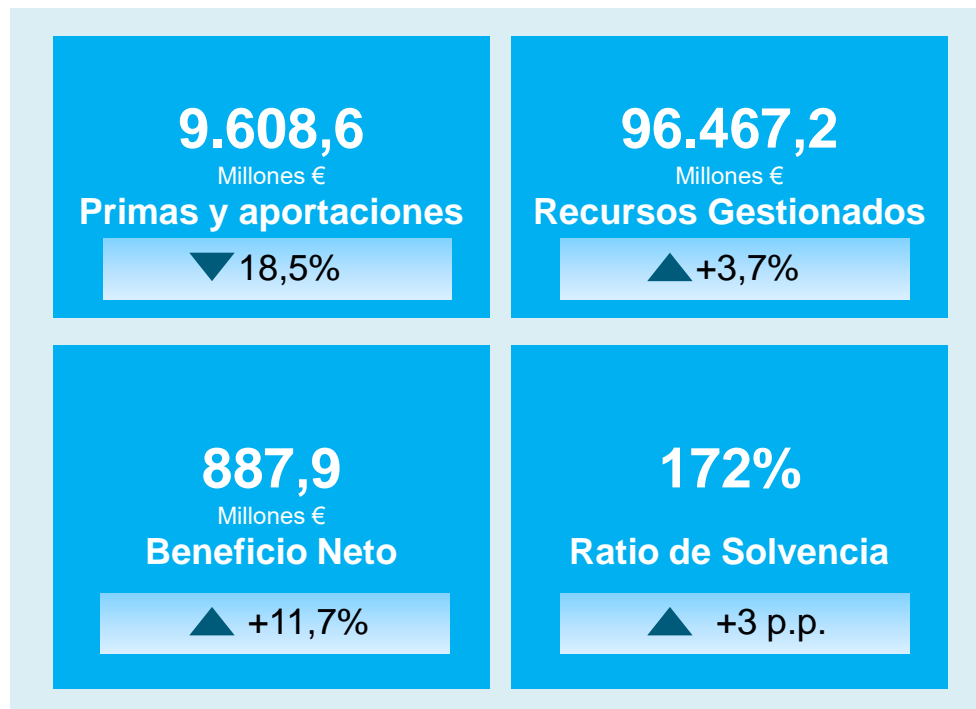 9.608,6
Millones €
Primas y aportaciones
18,5%
96.467,2
Millones €
Recursos Gestionados
+3,7%
887,9
Millones €
Beneficio Neto
+11,7%
172%
Ratio de Solvencia
+3 p.p.